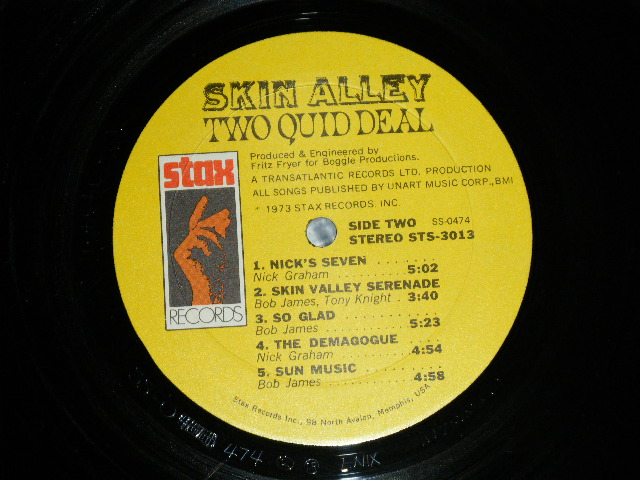 SKIN ALLEY
TWO QUID DEAL
Produced & Engineered by
Fritz Fryer for Boggle Productions.
A TRANSATLANTIC RECORDS LTD. PRODUCTION
ALL SONGS PUBLISHED BY UNART MUSIC CORP., BMI
℗ 1973 STAX RECORDS, INC.
stax
RECORDS
SIDE TWO SS-0474
STEREO STS-3013
1. NICK'S SEVEN . . . . . . . .
Nick Graham . . . . . . . . . 5:02
2. SKIN VALLEY SERENADE
Bob James, Tony Knight . 3:40
3. SO GLAD . . . . . . . . . .
Bob James . . . . . . . . . . 5:23
4. THE DEMAGOGUE . . . . .
Nick Graham . . . . . . . . . 4:54
5. SUN MUSIC . . . . . . . . .
Bob James . . . . . . . . . . 4:58
Stax Records Inc., 98 North Avalon, Memphis, USA
474